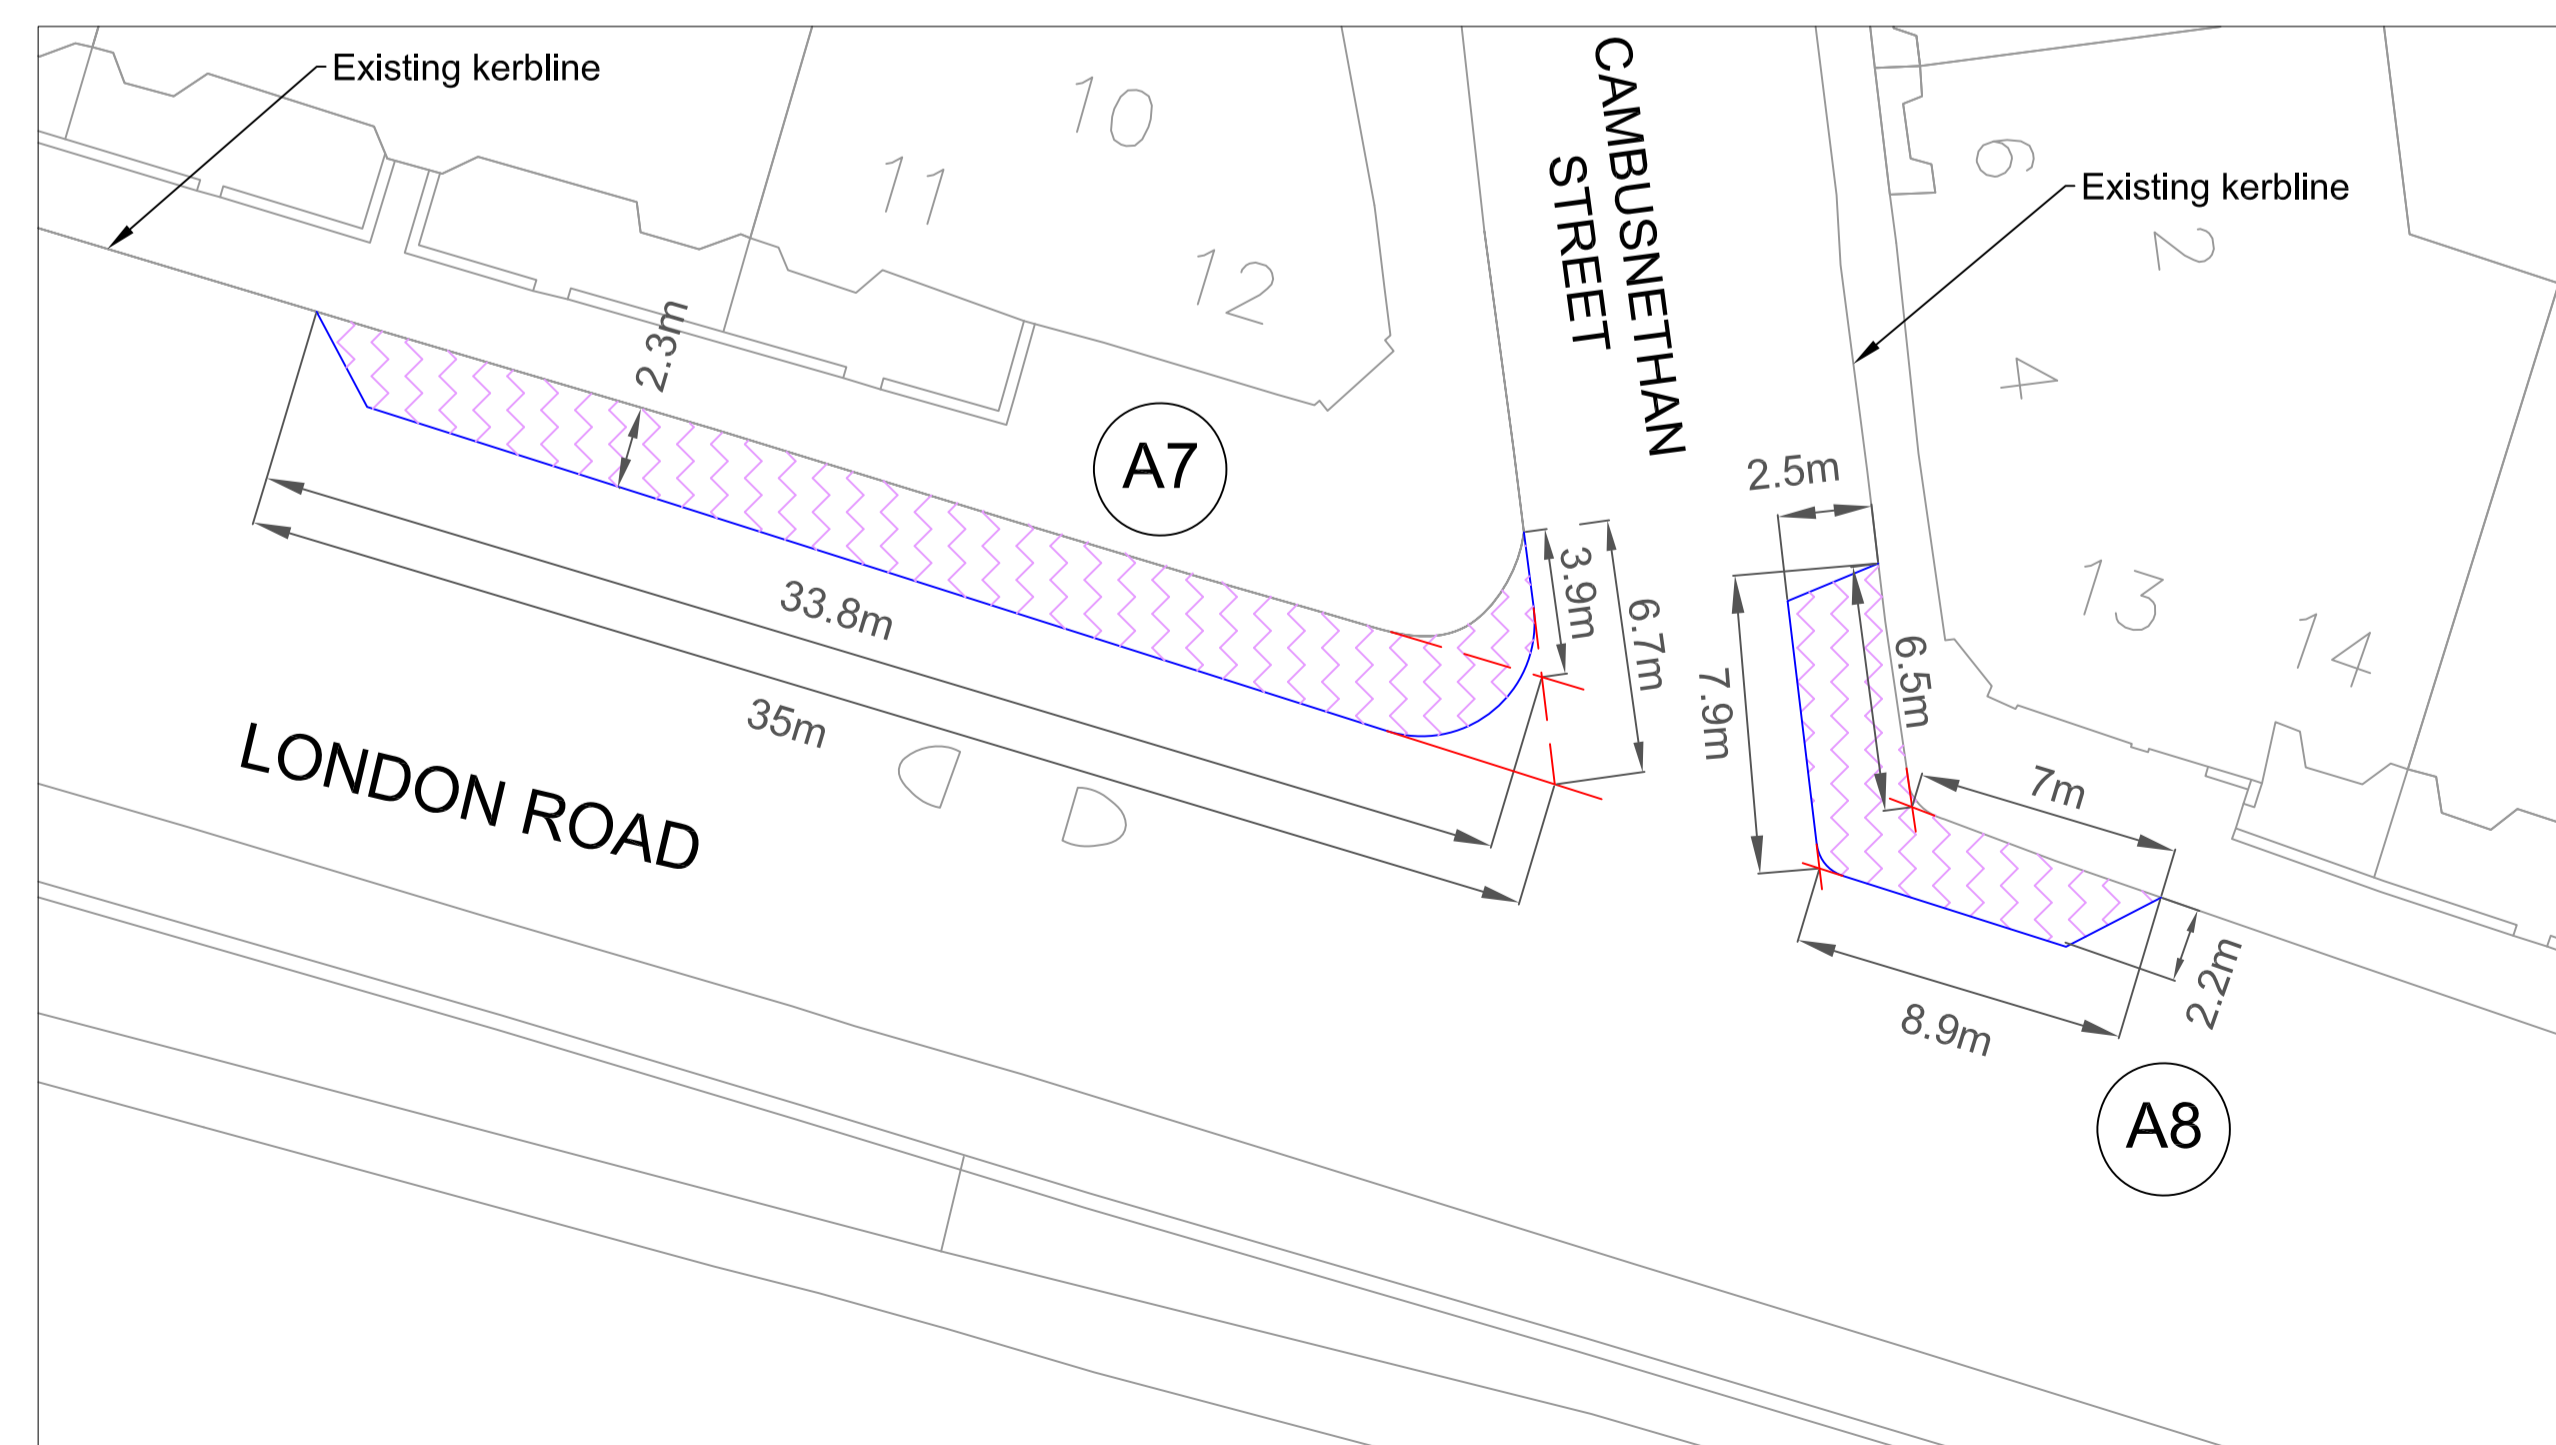 Existing kerbline
10
11
12
CAMBUSNETHAN
STREET
9
2
Existing kerbline
4
13
14
2.3m
A7
33.8m
35m
3.9m
6.7m
2.5m
7.9m
6.5m
7m
8.9m
2.2m
LONDON ROAD
A8